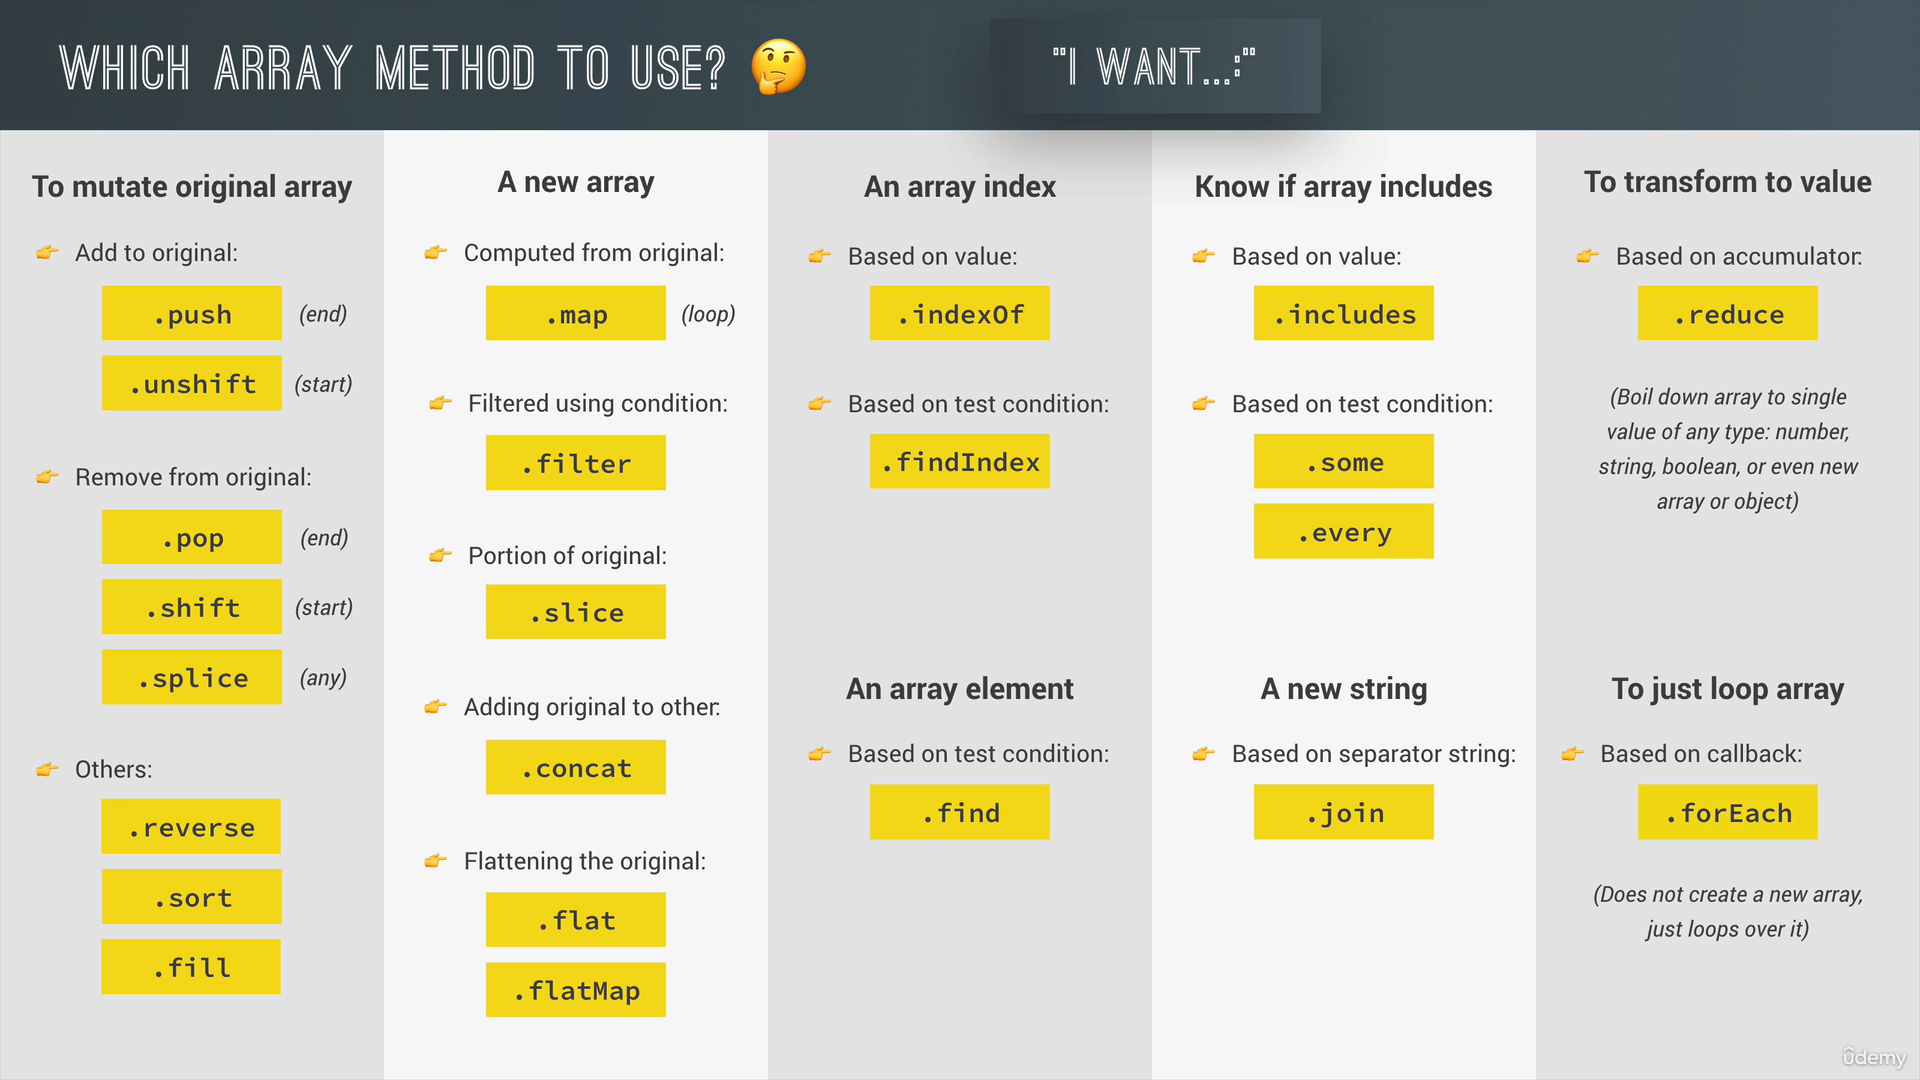 WHICH ARRAY METHOD TO USE? 🤔
"I WANT...:"
To mutate original array
👉 Add to original:
.push (end)
.unshift (start)
👉 Remove from original:
.pop (end)
.shift (start)
.splice (any)
👉 Others:
.reverse
.sort
.fill
A new array
👉 Computed from original:
.map (loop)
👉 Filtered using condition:
.filter
👉 Portion of original:
.slice
👉 Adding original to other:
.concat
👉 Flattening the original:
.flat
.flatMap
An array index
👉 Based on value:
.indexOf
👉 Based on test condition:
.findIndex
An array element
👉 Based on test condition:
.find
Know if array includes
👉 Based on value:
.includes
👉 Based on test condition:
.some
.every
A new string
👉 Based on separator string:
.join
To transform to value
👉 Based on accumulator:
.reduce
(Boil down array to single
value of any type: number,
string, boolean, or even new
array or object)
To just loop array
👉 Based on callback:
.forEach
(Does not create a new array,
just loops over it)
ûdemy